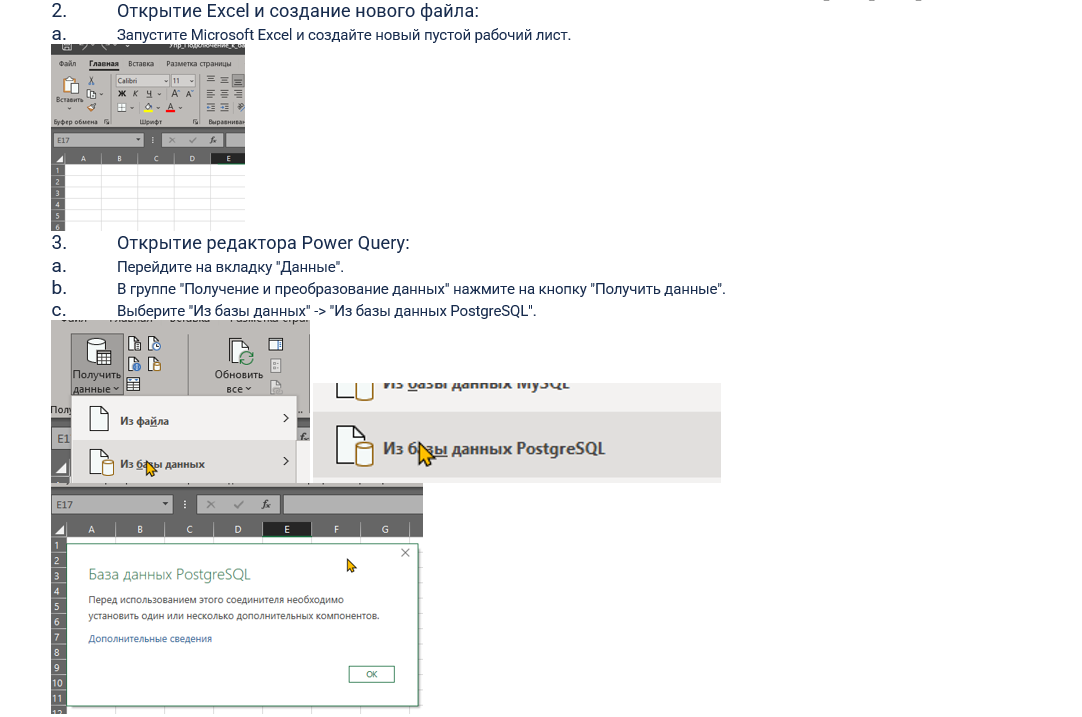 2. Открытие Excel и создание нового файла:
a. Запустите Microsoft Excel и создайте новый пустой рабочий лист.
Файл Главная Вставка Разметка страницы
Calibri 11
Вставить
Ж К Ч A A
Буфер обмена Шрифт
E17 fx
A B C D E
1
2
3
4
5
6
3. Открытие редактора Power Query:
a. Перейдите на вкладку "Данные".
b. В группе "Получение и преобразование данных" нажмите на кнопку "Получить данные".
c. Выберите "Из базы данных" -> "Из базы данных PostgreSQL".
Получить
данные
Обновить
все
Из файла
Из базы данных
Из базы данных MySQL
Из базы данных PostgreSQL
E17 fx
A B C D E F G
1
2
3
4
5
6
7
8
9
10
11
12
База данных PostgreSQL
Перед использованием этого соединителя необходимо
установить один или несколько дополнительных компонентов.
Дополнительные сведения
OK